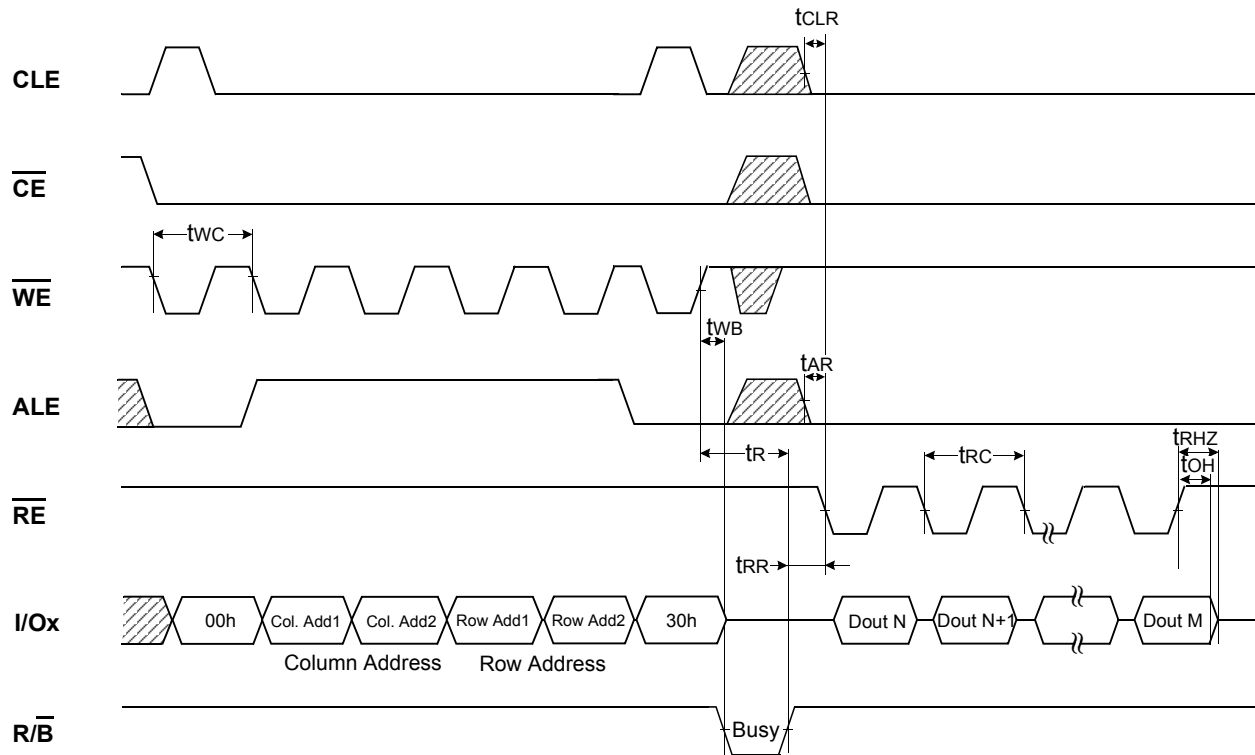 tCLR
CLE
CE
tWC
WE
tWB
ALE
tAR
tR
tRC
tRHZ
tOH
RE
tRR
I/Ox
00h
Col. Add1
Col. Add2
Row Add1
Row Add2
30h
Dout N
Dout N+1
Dout M
Column Address
Row Address
R/B
Busy